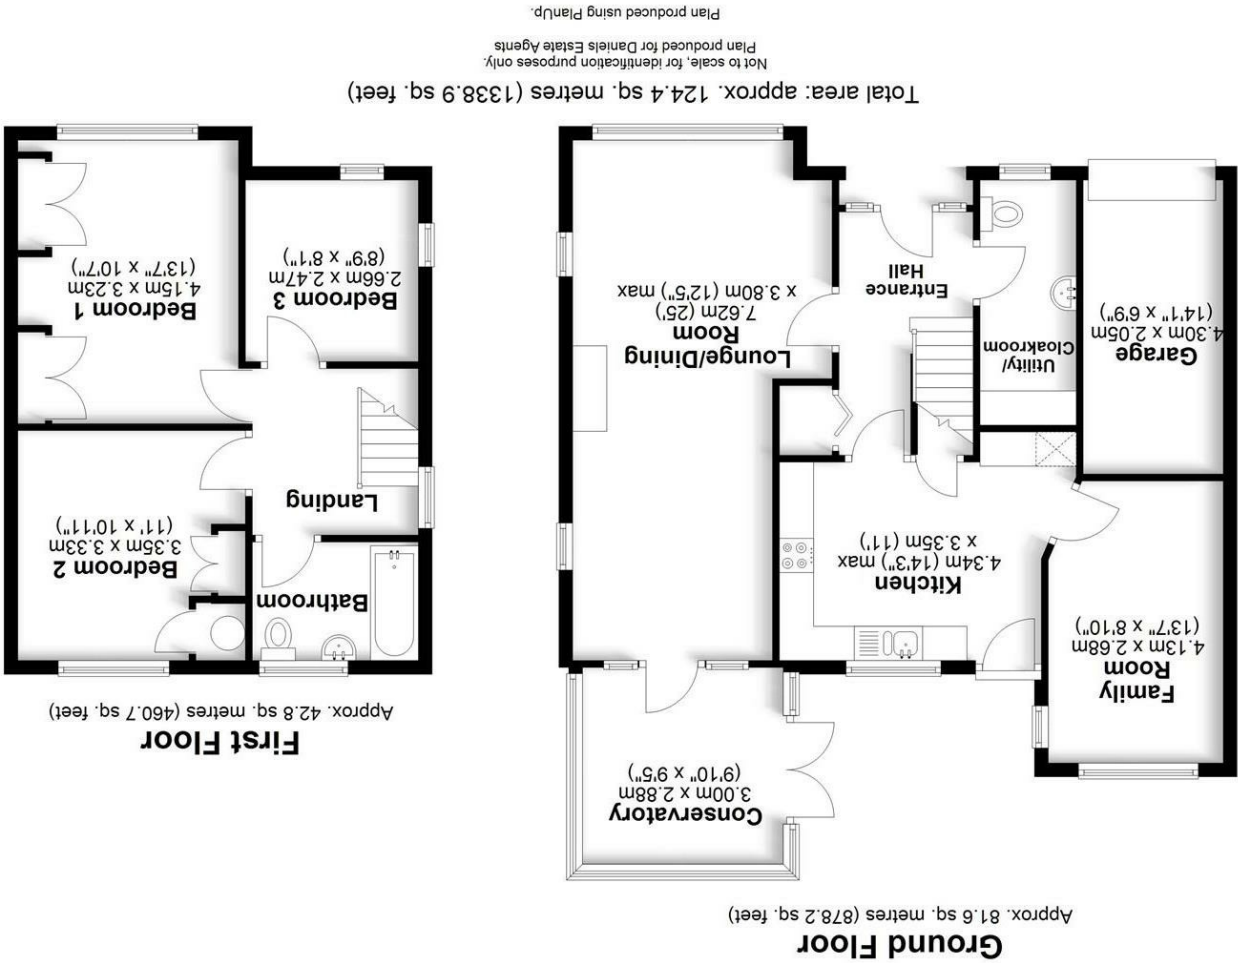 Ground Floor
Approx. 81.6 sq. metres (878.2 sq. feet)
Conservatory
3.00m x 2.88m
(9'10" x 9'5")
Family
Room
4.13m x 2.68m
(13'7" x 8'10")
Kitchen
4.34m (14'3") max
x 3.35m (11')
Lounge/Dining
Room
7.62m (25')
x 3.80m (12'5") max
Utility/
Cloakroom
Garage
4.30m x 2.05m
(14'1" x 6'9")
Entrance
Hall
First Floor
Approx. 42.8 sq. metres (460.7 sq. feet)
Bathroom
Bedroom 2
3.35m x 3.33m
(11' x 10'11")
Landing
Bedroom 3
2.66m x 2.47m
(8'9" x 8'1")
Bedroom 1
4.15m x 3.23m
(13'7" x 10'7")
Total area: approx. 124.4 sq. metres (1338.9 sq. feet)
Not to scale, for identification purposes only.
Plan produced for Daniels Estate Agents
Plan produced using PlanUp.